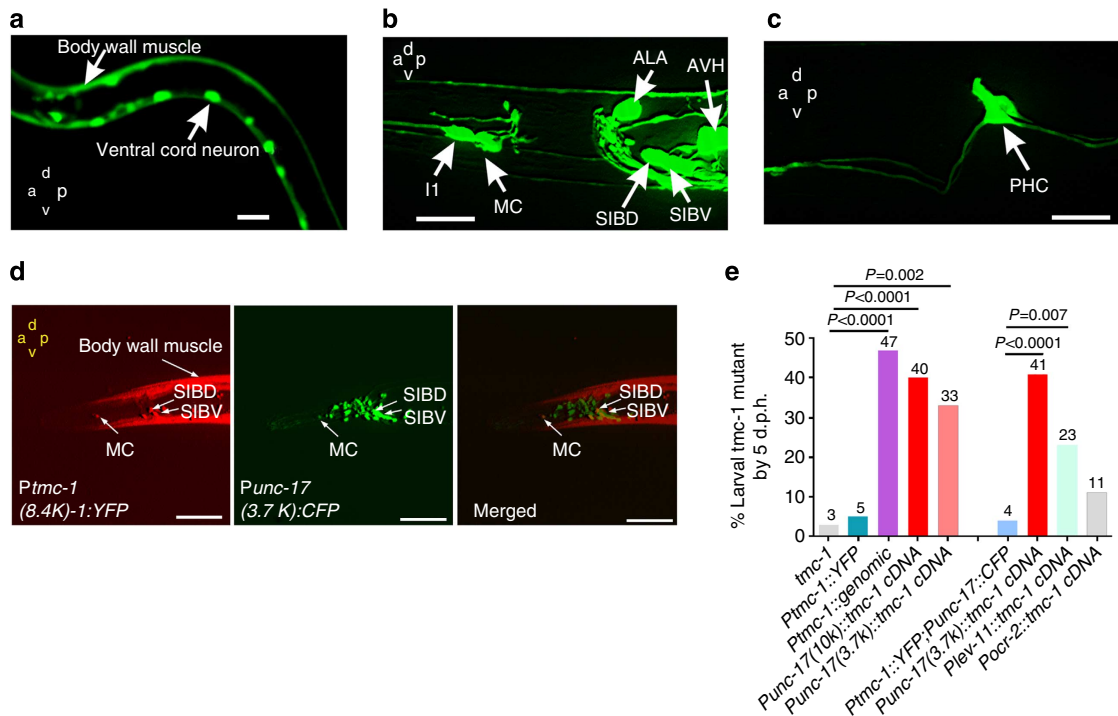 a
Body wall muscle
Ventral cord neuron
d
a p
v
b
d
a p
v
ALA
AVH
I1
MC
SIBD
SIBV
c
d
a p
v
PHC
d
d
a p
v
Body wall muscle
SIBD
SIBV
MC
Ptmc-1
(8.4K)-1:YFP
SIBD
SIBV
MC
Punc-17
(3.7 K):CFP
SIBD
SIBV
MC
Merged
e
P=0.002
P<0.0001
P<0.0001
P=0.007
P<0.0001
% Larval tmc-1 mutant
by 5 d.p.h.
50
40
30
20
10
0
3
5
47
40
33
4
41
23
11
tmc-1
Ptmc-1::YFP
Ptmc-1::genomic
Punc-17(10k)::tmc-1 cDNA
Punc-17(3.7k)::tmc-1 cDNA
Ptmc-1::YFP;Punc-17::CFP
Punc-17(3.7k)::tmc-1 cDNA
Plev-11::tmc-1 cDNA
Pocr-2::tmc-1 cDNA